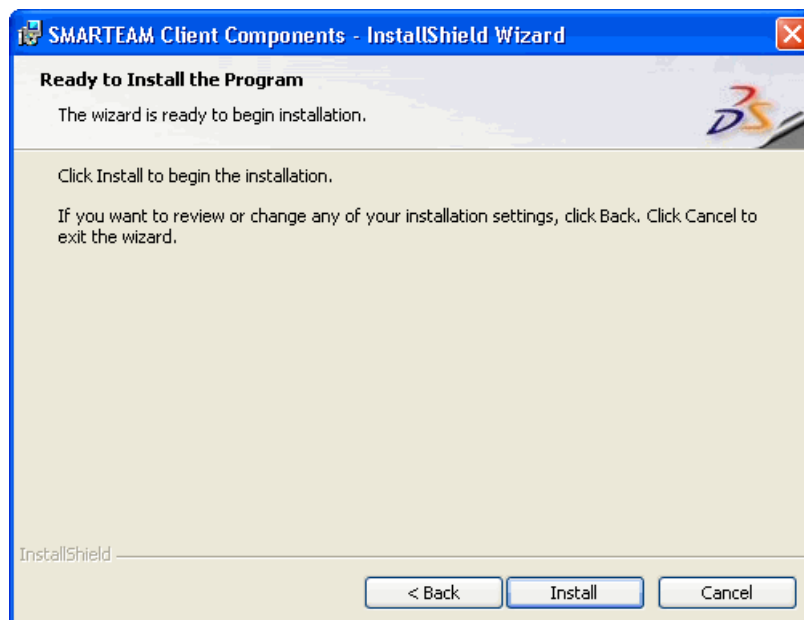 SMARTEAM Client Components - InstallShield Wizard
Ready to Install the Program
The wizard is ready to begin installation.
Click Install to begin the installation.
If you want to review or change any of your installation settings, click Back. Click Cancel to
exit the wizard.
InstallShield
< Back
Install
Cancel